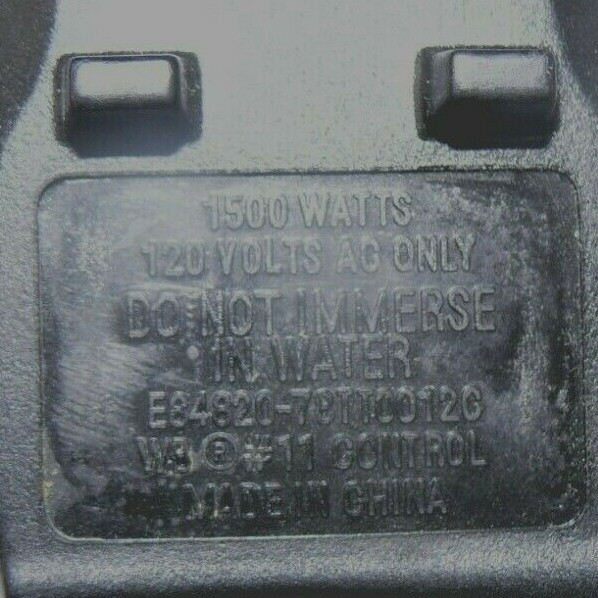 1500 WATTS
120 VOLTS AC ONLY
DO NOT IMMERSE
IN WATER
®#11 CONTROL
MADE IN CHINA